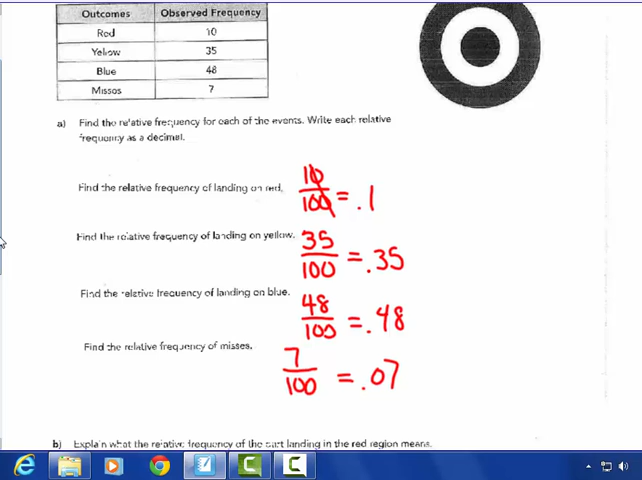 Outcomes Observed Frequency
Red 10
Yellow 35
Blue 48
Misses 7
a) Find the relative frequency for each of the events. Write each relative
frequency as a decimal.
Find the relative frequency of landing on red. 10/100 = .1
Find the relative frequency of landing on yellow. 35/100 = .35
Find the relative frequency of landing on blue. 48/100 = .48
Find the relative frequency of misses. 7/100 = .07
b) Explain what the relative frequency of the dart landing in the red region means.